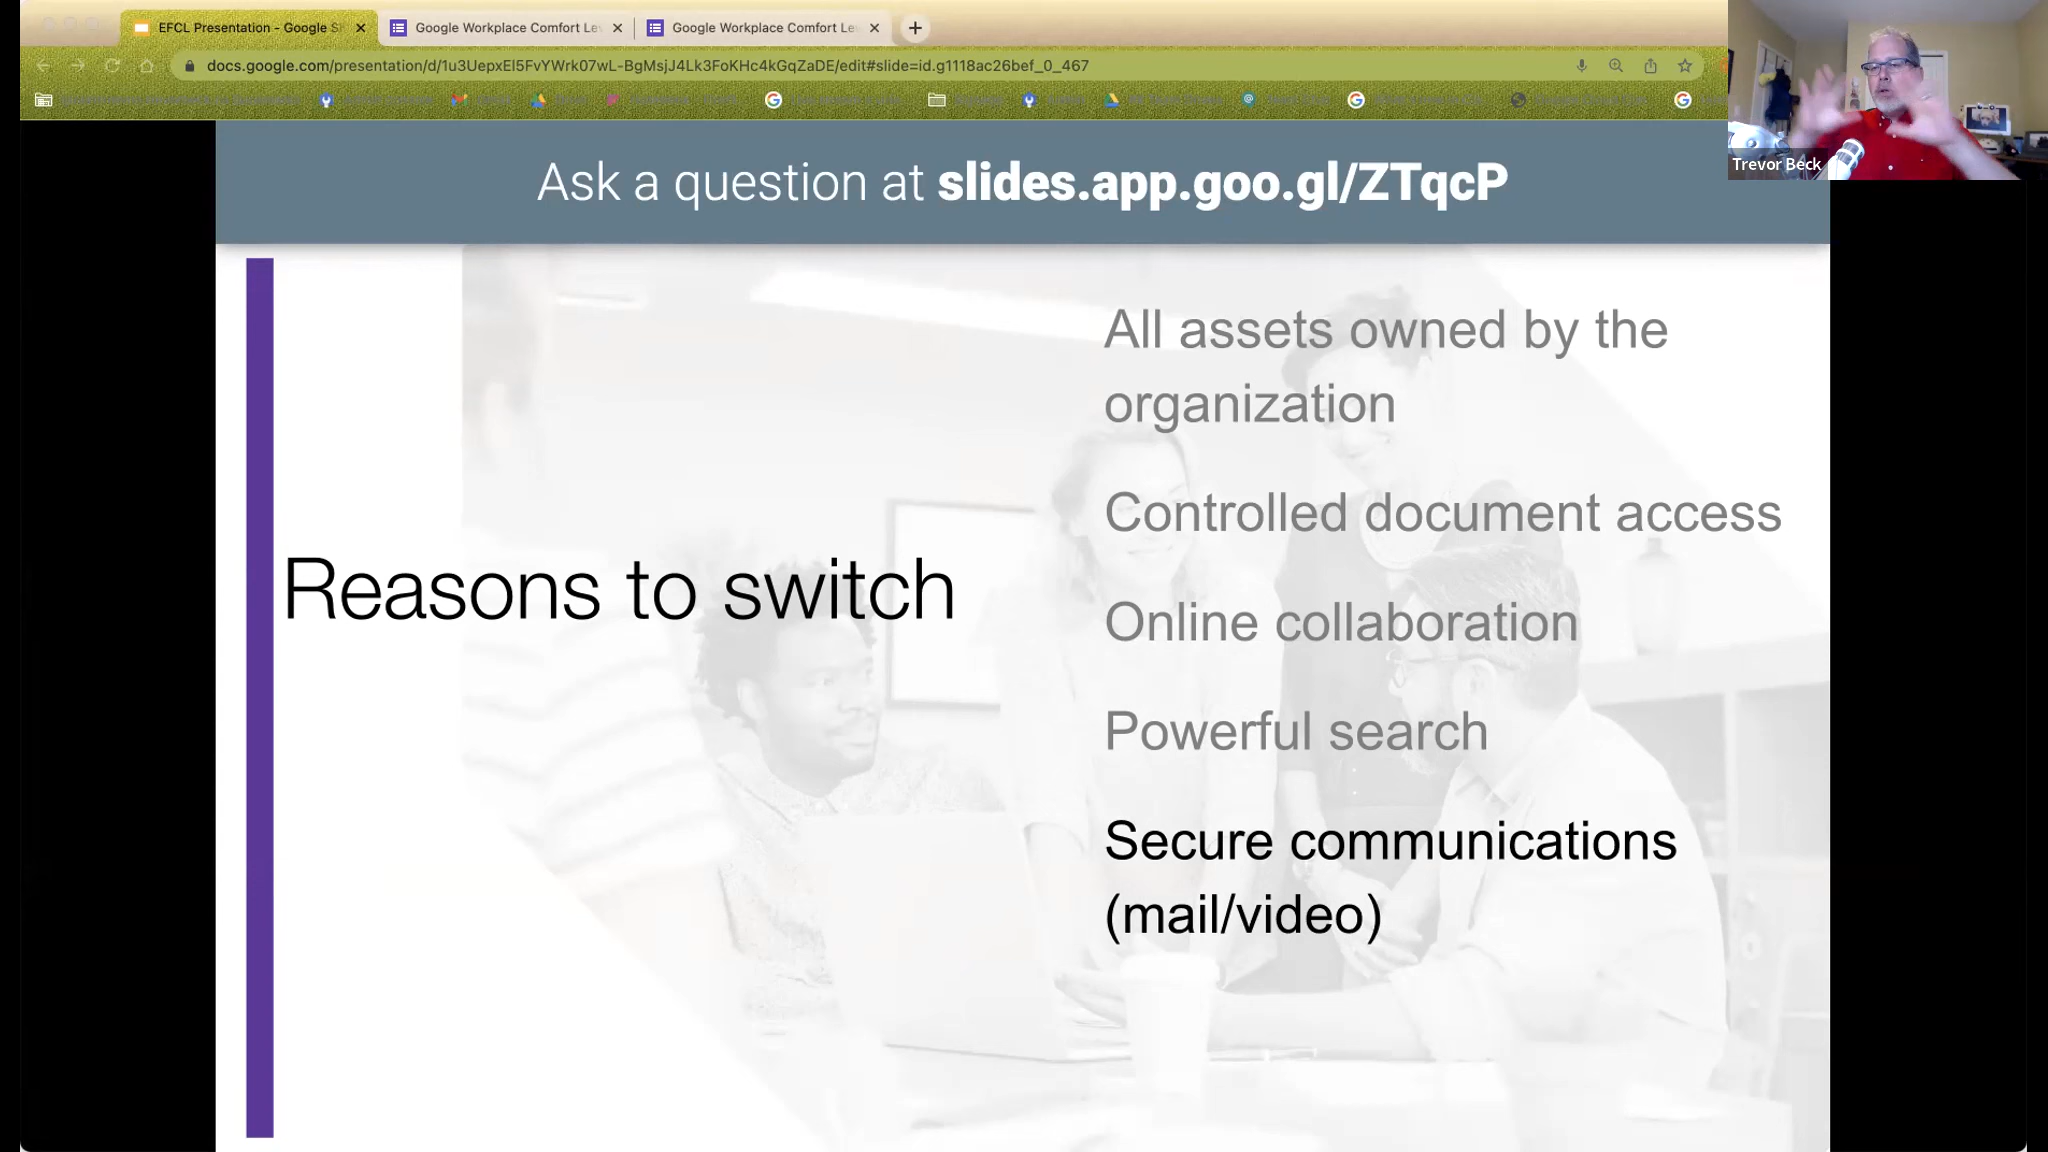 EFCL Presentation - Google S
Google Workplace Comfort Le
Google Workplace Comfort Le
docs.google.com/presentation/d/1u3UepxEI5FvYWrk07wL-BgMsjJ4Lk3FoKHc4kGqZaDE/edit#slide=id.g1118ac26bef_0_467
Trevor Beck
Ask a question at slides.app.goo.gl/ZTqcP
Reasons to switch
All assets owned by the
organization
Controlled document access
Online collaboration
Powerful search
Secure communications
(mail/video)